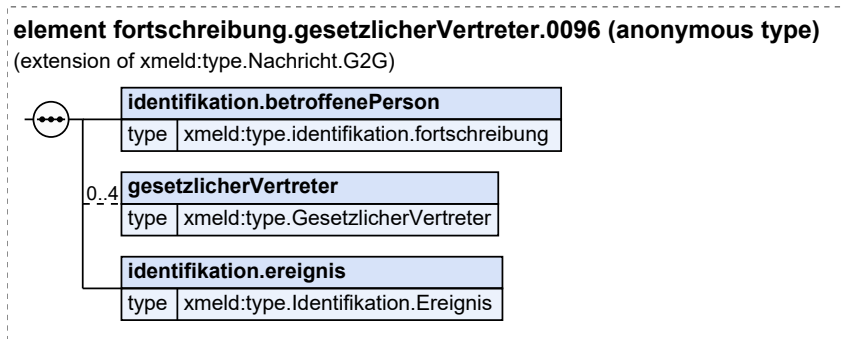 element fortschreibung.gesetzlicherVertreter.0096 (anonymous type)
(extension of xmeld:type.Nachricht.G2G)
identifikation.betroffenePerson
type xmeld:type.identifikation.fortschreibung
0..4 gesetzlicherVertreter
type xmeld:type.GesetzlicherVertreter
identifikation.ereignis
type xmeld:type.Identifikation.Ereignis